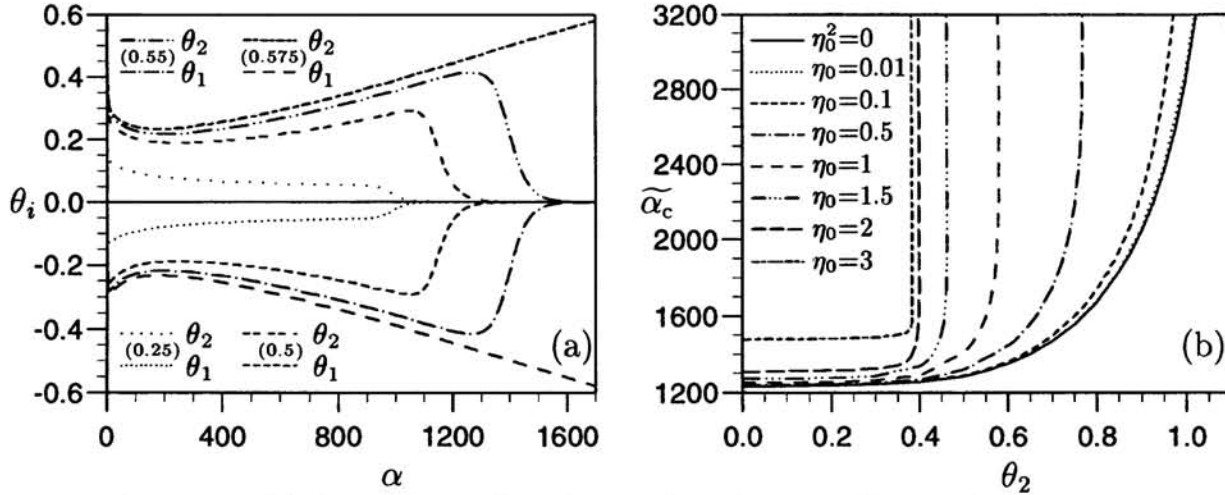 0.6
0.4
0.2
0.0
-0.2
-0.4
-0.6
θi
θ2 θ2
(0.55) (0.575)
θ1 θ1
θ2 θ2
(0.25) (0.5)
θ1 θ1
(a)
0 400 800 1200 1600
α
3200
2800
2400
2000
1600
1200
α̃c
η0²=0
η0=0.01
η0=0.1
η0=0.5
η0=1
η0=1.5
η0=2
η0=3
(b)
0.0 0.2 0.4 0.6 0.8 1.0
θ2